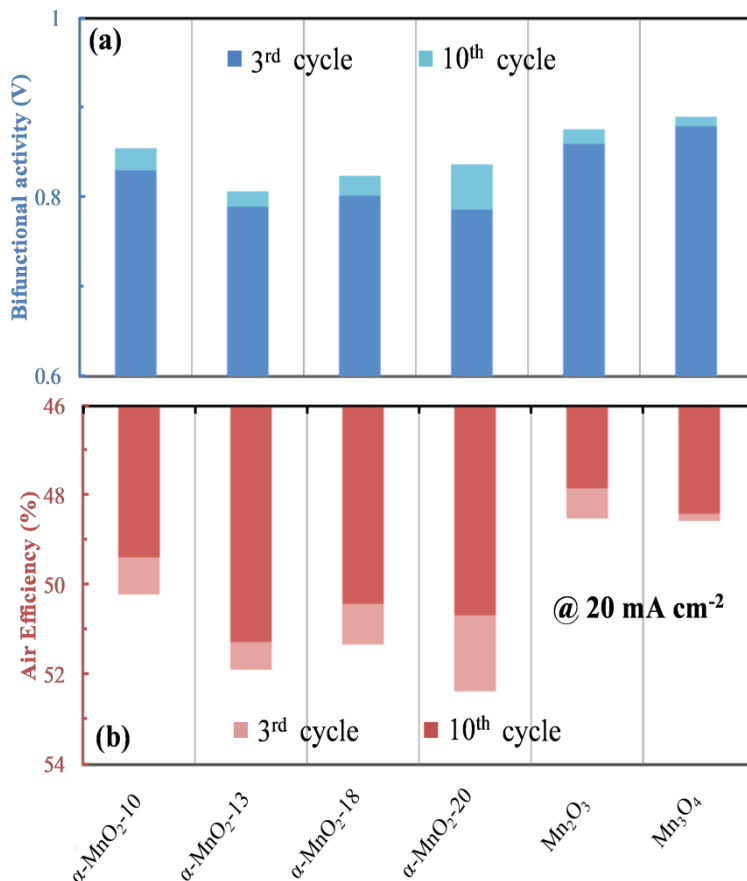 (a)
3rd cycle
10th cycle
Bifunctional activity (V)
1
0.8
0.6
46
48
50
52
54
Air Efficiency (%)
@ 20 mA cm-2
(b)
3rd cycle
10th cycle
α-MnO2-10
α-MnO2-13
α-MnO2-18
α-MnO2-20
Mn2O3
Mn3O4